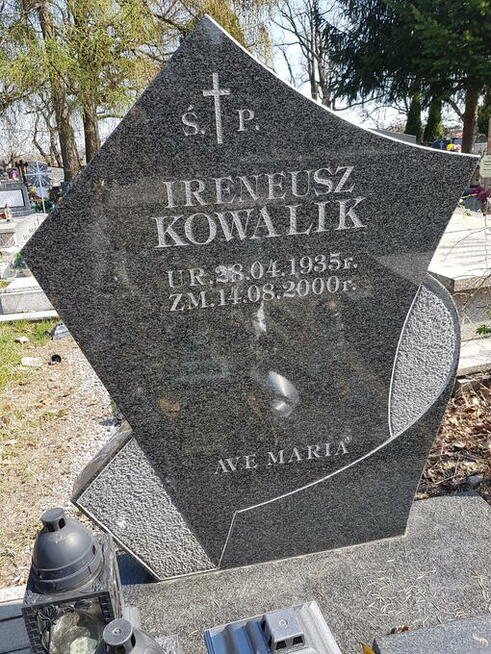 Ś. P.
IRENEUSZ
KOWALIK
UR. 28.04.1935r.
ZM. 14.08.2000r.
AVE MARIA